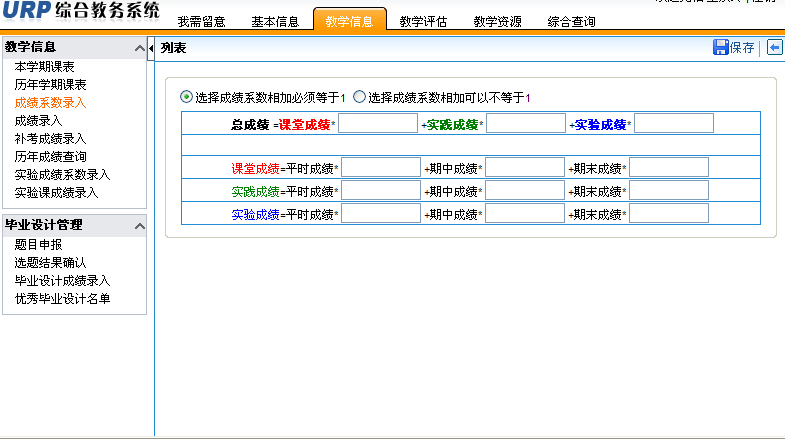 URP综合教务系统
我需留意 基本信息 教学信息 教学评估 教学资源 综合查询
教学信息
本学期课表
历年学期课表
成绩系数录入
成绩录入
补考成绩录入
历年成绩查询
实验成绩系数录入
实验课成绩录入
毕业设计管理
题目申报
选题结果确认
毕业设计成绩录入
优秀毕业设计名单
列表
保存
选择成绩系数相加必须等于1 选择成绩系数相加可以不等于1
总成绩 =课堂成绩* +实践成绩* +实验成绩*
课堂成绩=平时成绩* +期中成绩* +期末成绩*
实践成绩=平时成绩* +期中成绩* +期末成绩*
实验成绩=平时成绩* +期中成绩* +期末成绩*